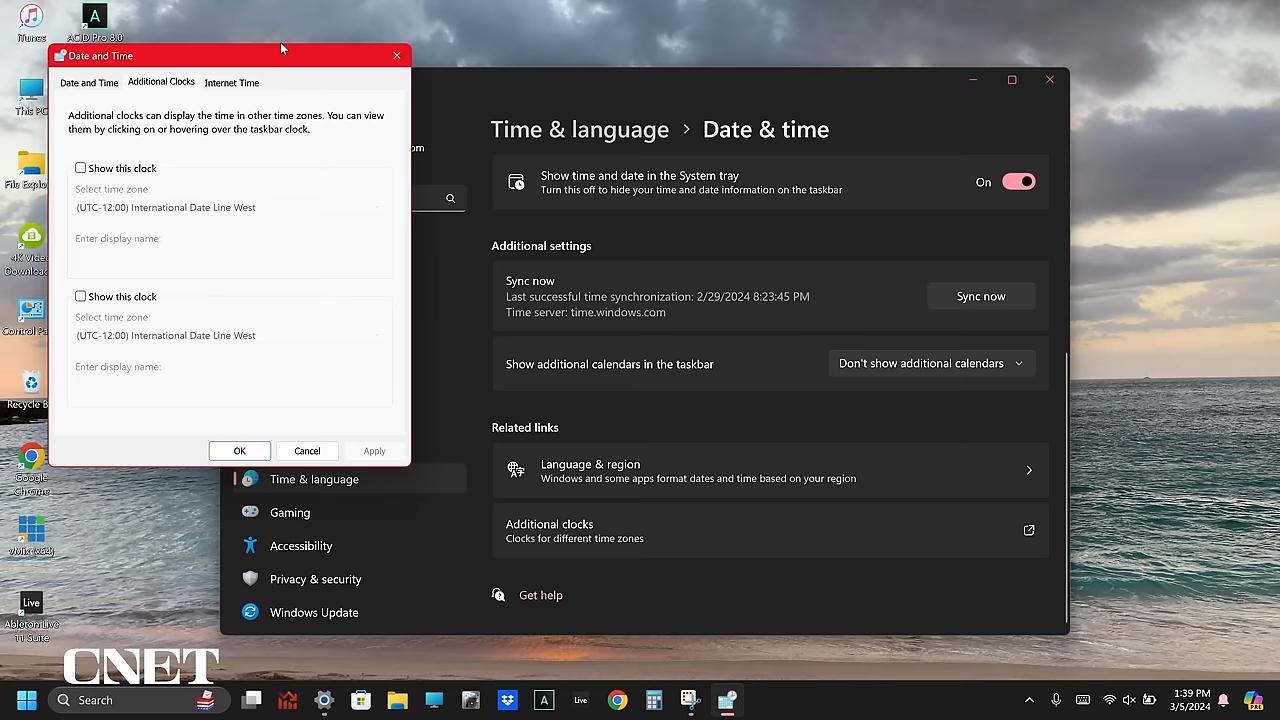 iTunes
ACID Pro 8.0
This PC
File Explo
4K Video
Download
Control Pa
Recycle B
Google
Chrome
vMix (x64)
Live
Ableton Live
11 Suite
Date and Time
Date and Time
Additional Clocks
Internet Time
Additional clocks can display the time in other time zones. You can view
them by clicking on or hovering over the taskbar clock.
Show this clock
Select time zone:
(UTC-12:00) International Date Line West
Enter display name:
Show this clock
Select time zone:
(UTC-12:00) International Date Line West
Enter display name:
OK
Cancel
Apply
om
Time & language
Gaming
Accessibility
Privacy & security
Windows Update
Time & language > Date & time
Show time and date in the System tray
Turn this off to hide your time and date information on the taskbar
On
Additional settings
Sync now
Last successful time synchronization: 2/29/2024 8:23:45 PM
Time server: time.windows.com
Sync now
Show additional calendars in the taskbar
Don't show additional calendars
Related links
Language & region
Windows and some apps format dates and time based on your region
Additional clocks
Clocks for different time zones
Get help
CNET
Search
A
Live
1:39 PM
3/5/2024
PRE